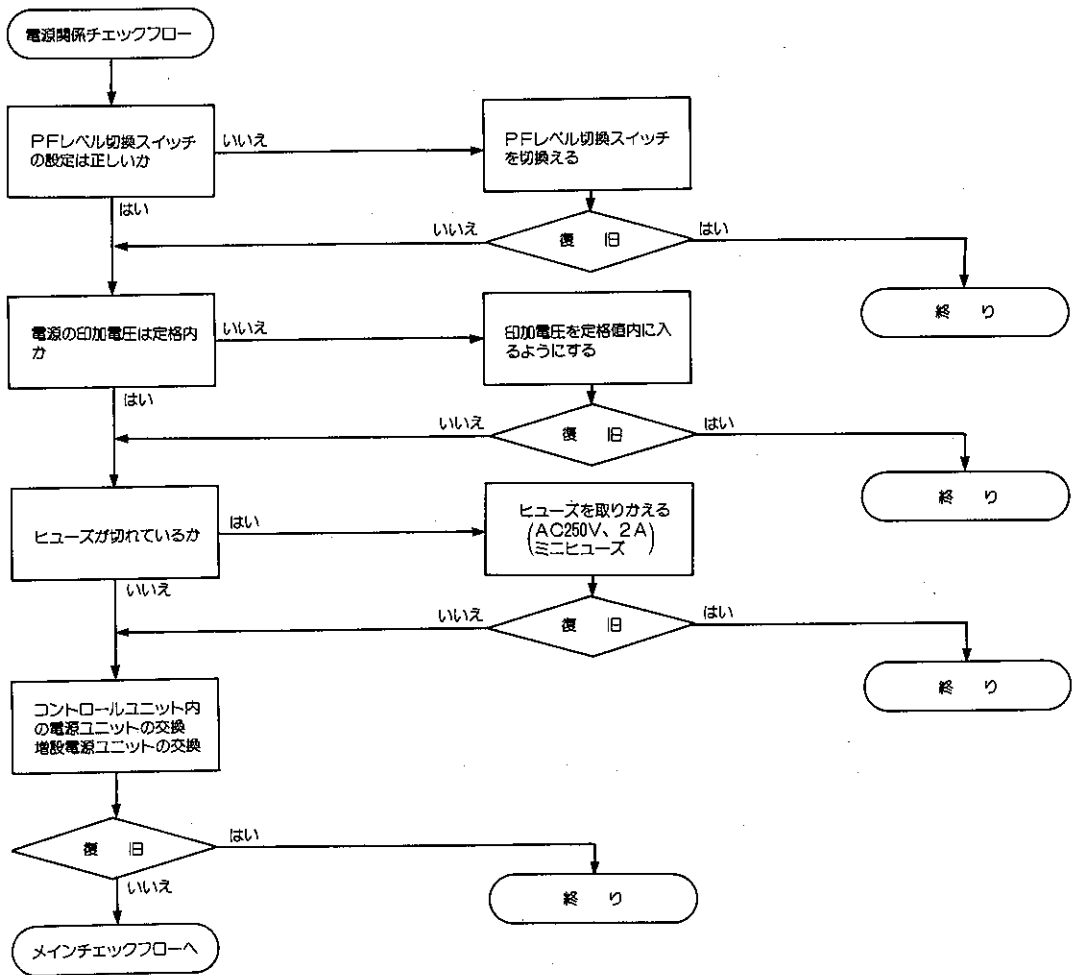 電源関係チェックフロー
PFレベル切換スイッチ
の設定は正しいか
いいえ
PFレベル切換スイッチ
を切換える
はい
いいえ
復 旧
はい
終 り
電源の印加電圧は定格内
か
いいえ
印加電圧を定格値内に入
るようにする
はい
いいえ
復 旧
はい
終 り
ヒューズが切れているか
はい
ヒューズを取りかえる
(AC250V、2A
ミニヒューズ)
いいえ
いいえ
復 旧
はい
終 り
コントロールユニット内
の電源ユニットの交換
増設電源ユニットの交換
復 旧
はい
終 り
いいえ
メインチェックフローへ